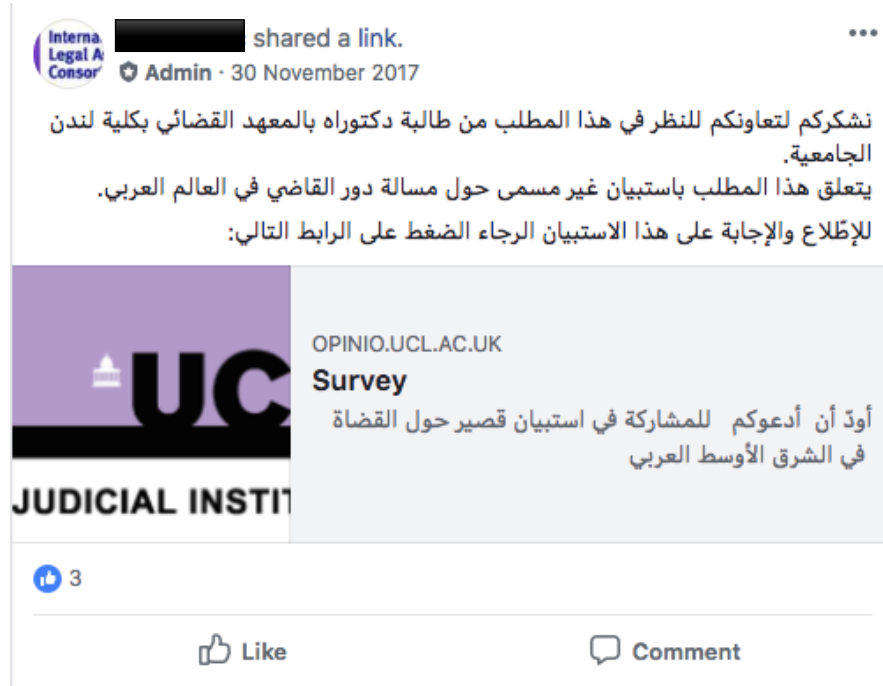 Interna
Legal A
Consor
shared a link.
Admin · 30 November 2017
نشكركم لتعاونكم للنظر في هذا المطلب من طالبة دكتوراه بالمعهد القضائي بكلية لندن
الجامعية.
يتعلق هذا المطلب باستبيان غير مسمى حول مسالة دور القاضي في العالم العربي.
للإطّلاع والإجابة على هذا الاستبيان الرجاء الضغط على الرابط التالي:
UC
JUDICIAL INSTIT
OPINIO.UCL.AC.UK
Survey
أودّ أن أدعوكم للمشاركة في استبيان قصير حول القضاة
في الشرق الأوسط العربي
3
Like
Comment